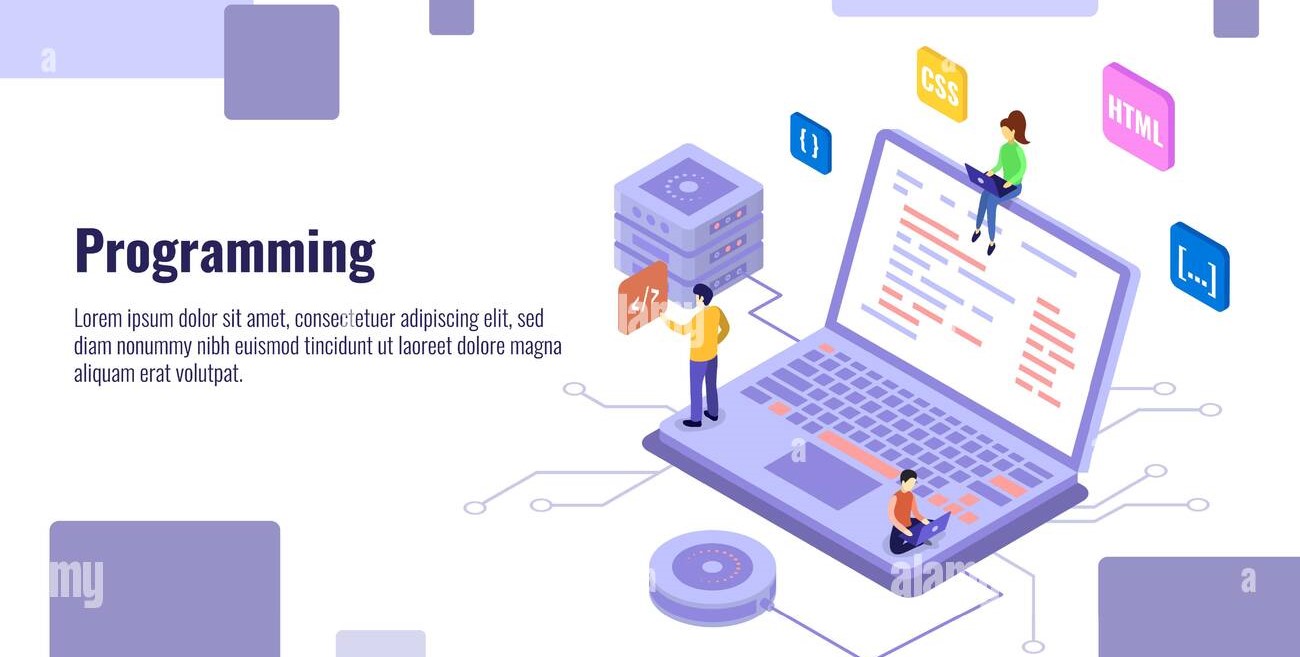 Programming
Lorem ipsum dolor sit amet, consectetuer adipiscing elit, sed
diam nonummy nibh euismod tincidunt ut laoreet dolore magna
aliquam erat volutpat.
{ }
CSS
HTML
[...]
</>
a
a
a
a
my
alamy
a